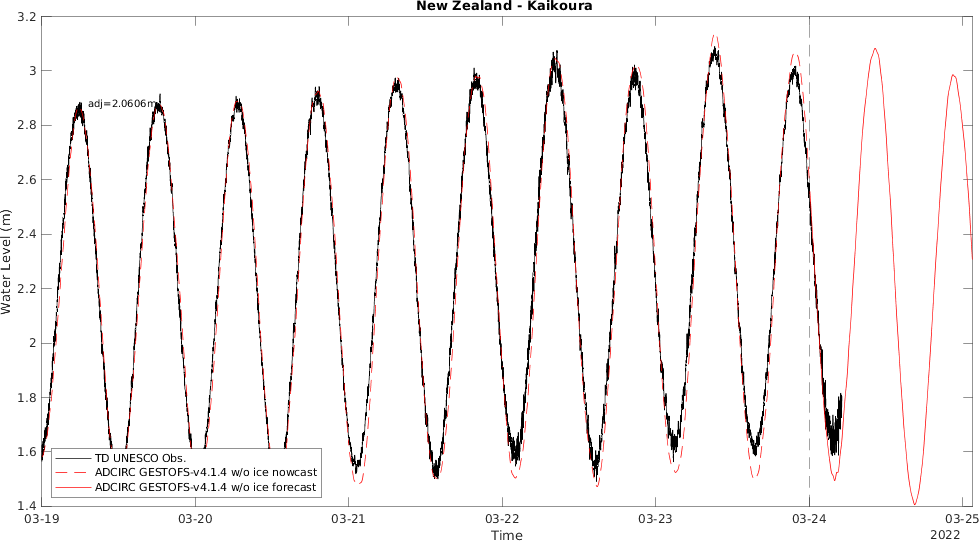 New Zealand - Kaikoura
3.2
3
2.8
2.6
2.4
2.2
2
1.8
1.6
1.4
Water Level (m)
adj=2.0606m
TD UNESCO Obs.
ADCIRC GESTOFS-v4.1.4 w/o ice nowcast
ADCIRC GESTOFS-v4.1.4 w/o ice forecast
03-19
03-20
03-21
03-22
03-23
03-24
03-25
Time
2022